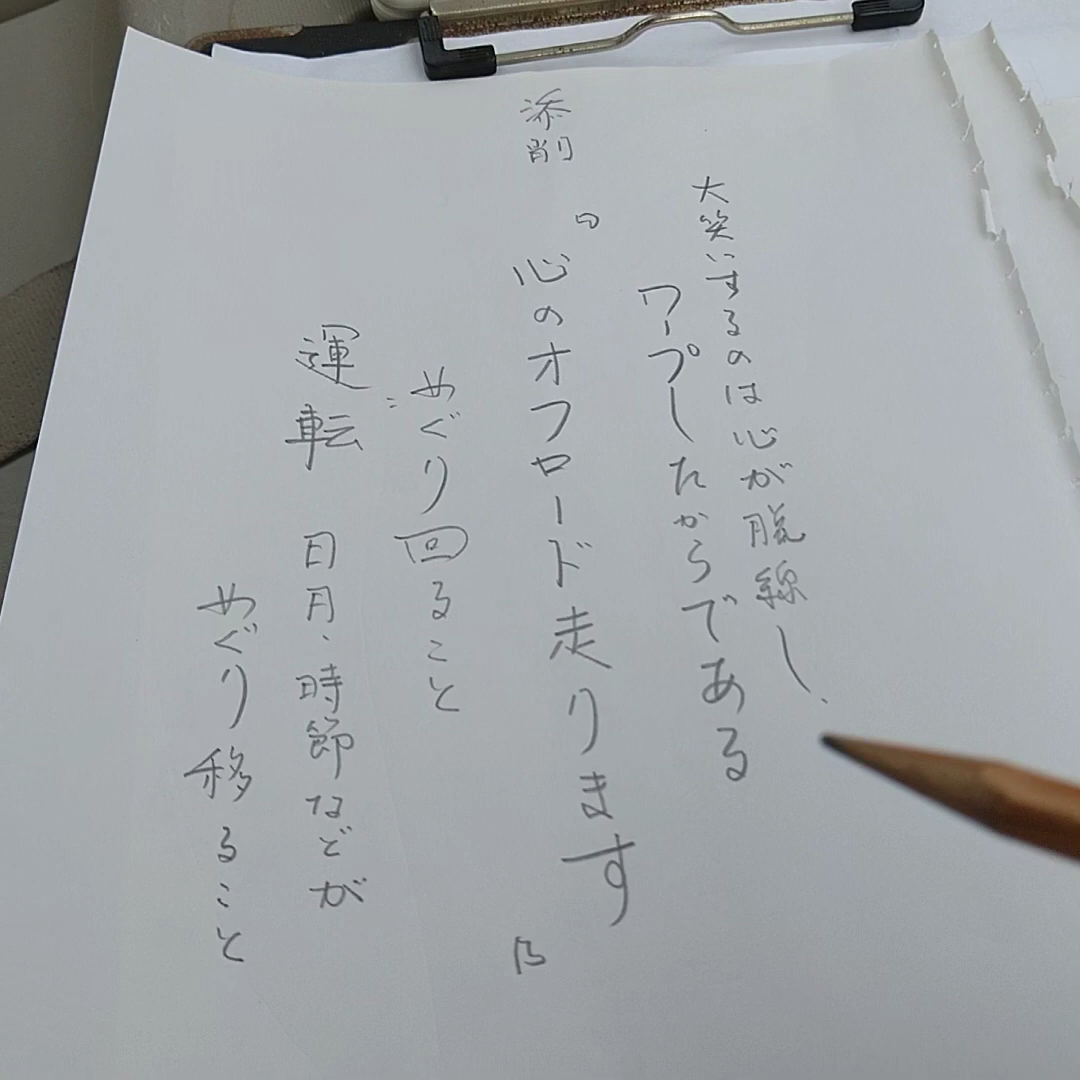 大笑いするのは心が脱線し、
ワープしたからである
添削
心のオフロード走ります
めぐり回ること
運転 日月、時節などが
めぐり移ること